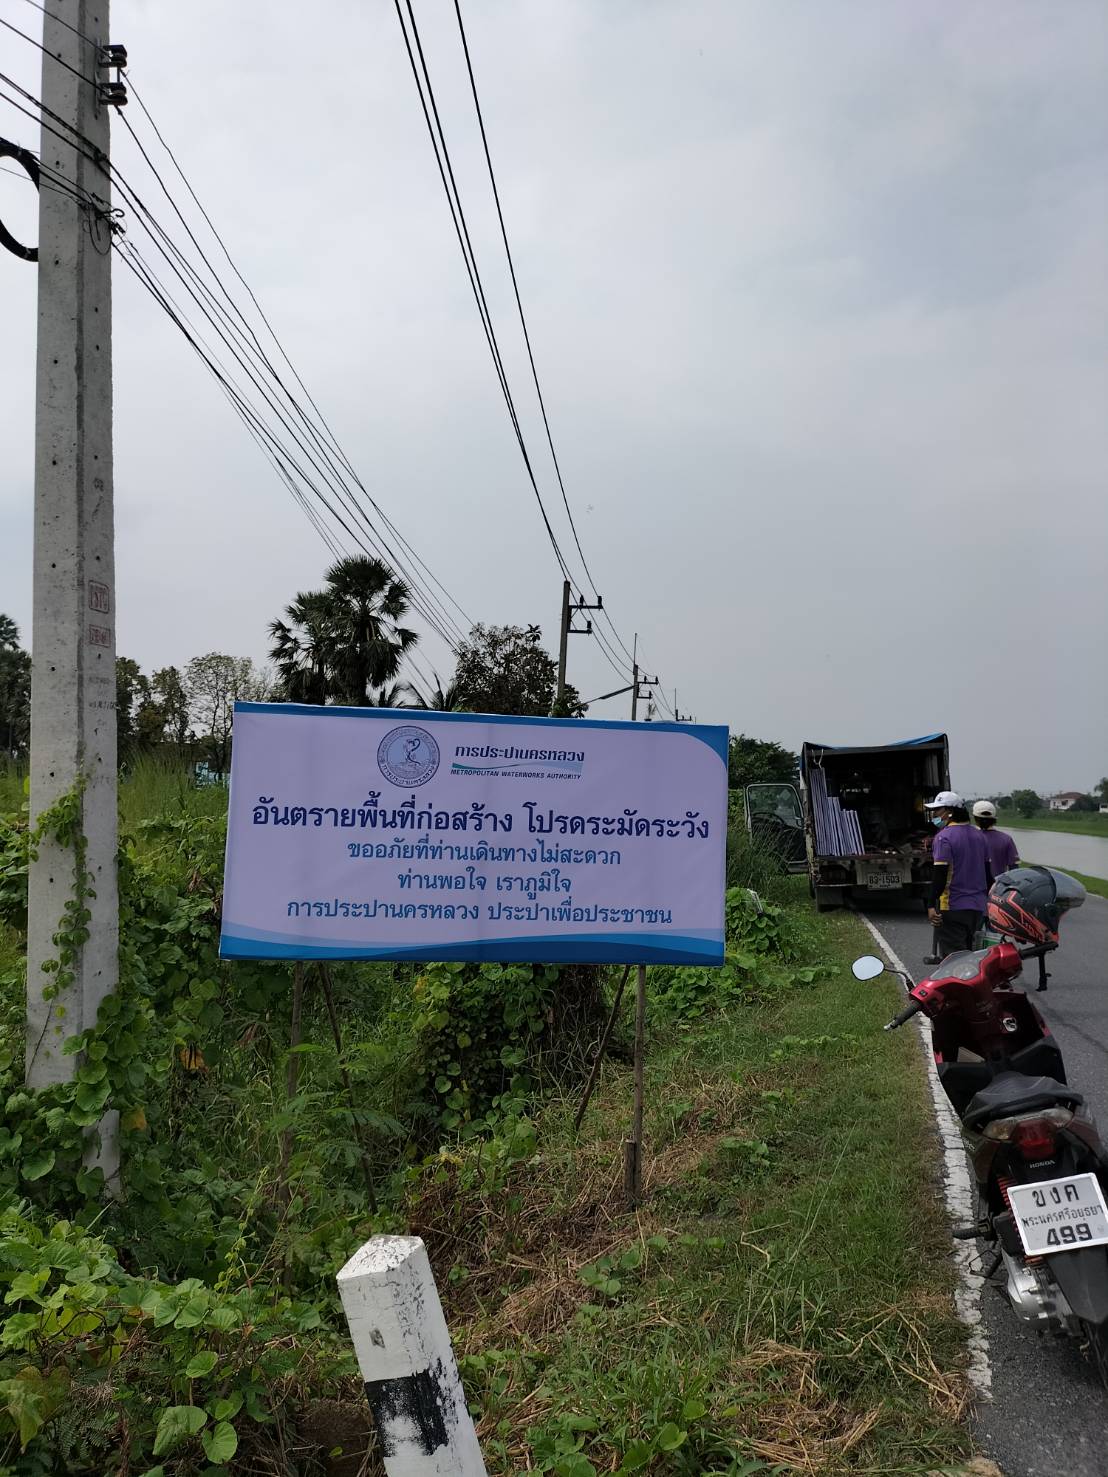 การประปานครหลวง
METROPOLITAN WATERWORKS AUTHORITY
อันตรายพื้นที่ก่อสร้าง โปรดระมัดระวัง
ขออภัยที่ท่านเดินทางไม่สะดวก
ท่านพอใจ เราภูมิใจ
การประปานครหลวง ประปาเพื่อประชาชน
83-1503
HONDA
ขงค
พระนครศรีอยุธยา
499